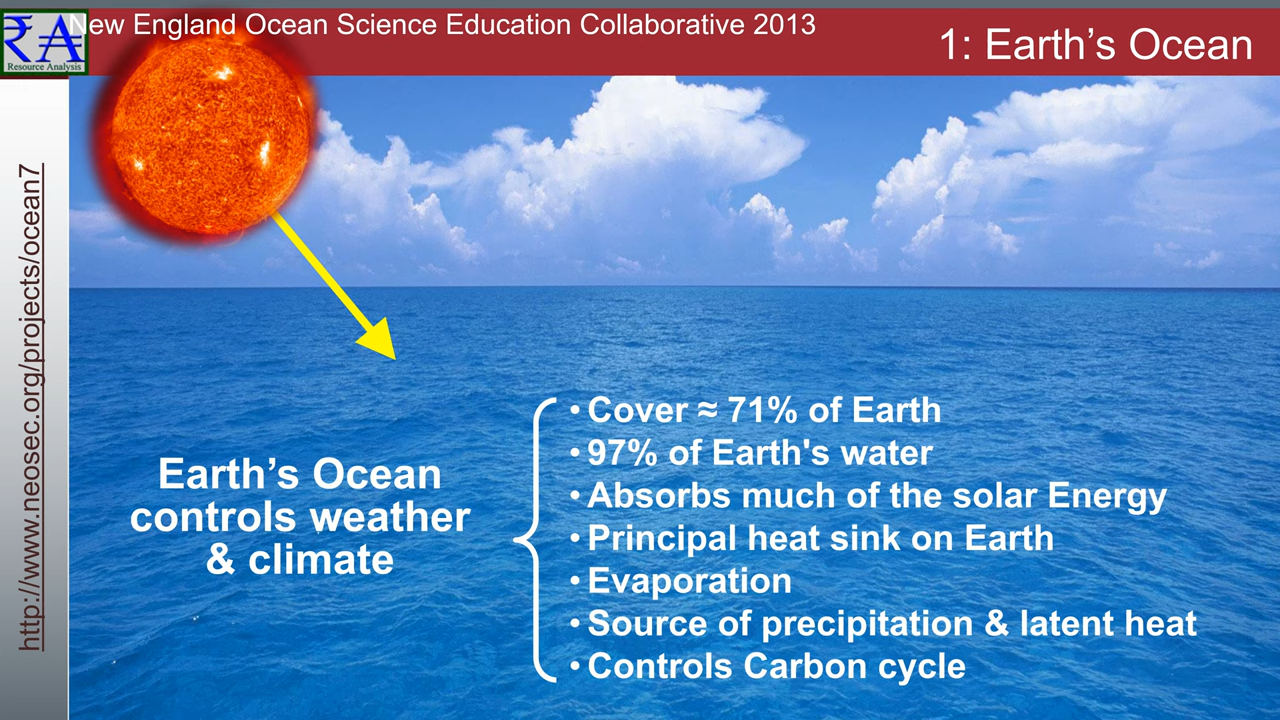 New England Ocean Science Education Collaborative 2013
1: Earth’s Ocean
₹A
Resource Analysis
http://www.neosec.org/projects/ocean7
Earth’s Ocean
controls weather
& climate
• Cover ≈ 71% of Earth
• 97% of Earth's water
• Absorbs much of the solar Energy
• Principal heat sink on Earth
• Evaporation
• Source of precipitation & latent heat
• Controls Carbon cycle